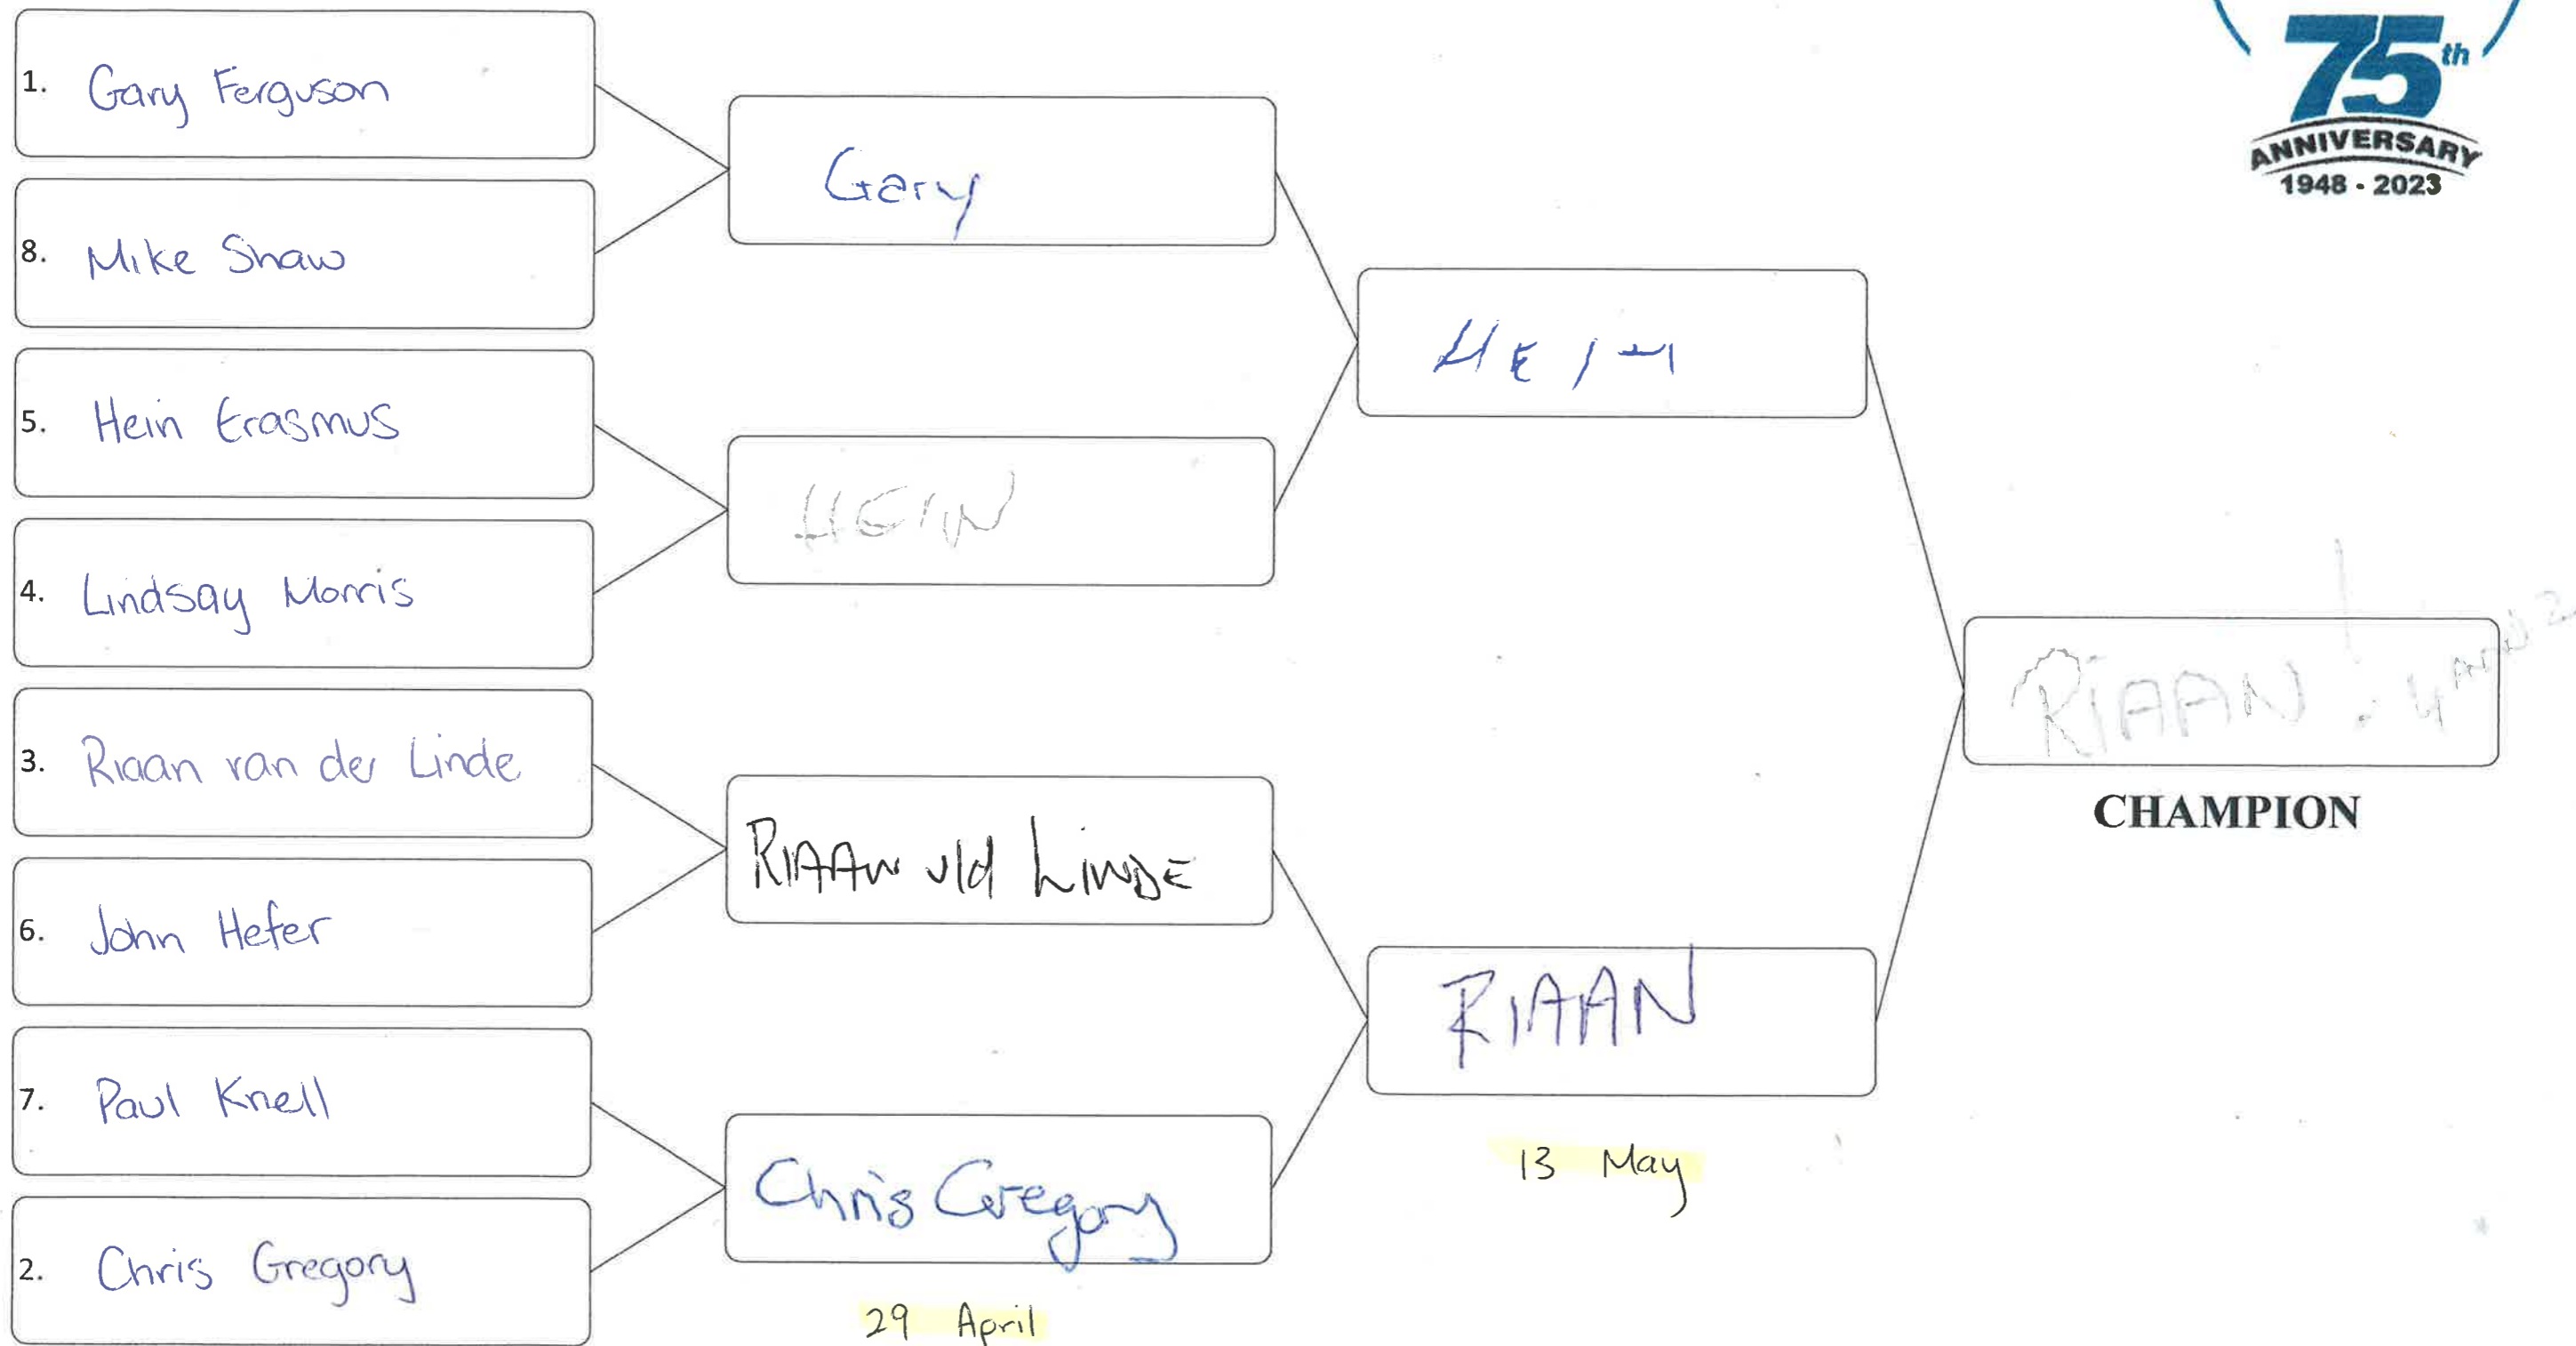 75th
ANNIVERSARY
1948 - 2023
1. Gary Ferguson
8. Mike Shaw
5. Hein Erasmus
4. Lindsay Morris
3. Riaan van der Linde
6. John Hefer
7. Paul Knell
2. Chris Gregory
Gary
HEIN
RIAAN v/d LINDE
Chris Gregory
29 April
HEIN
RIAAN
13 May
RIAAN
CHAMPION